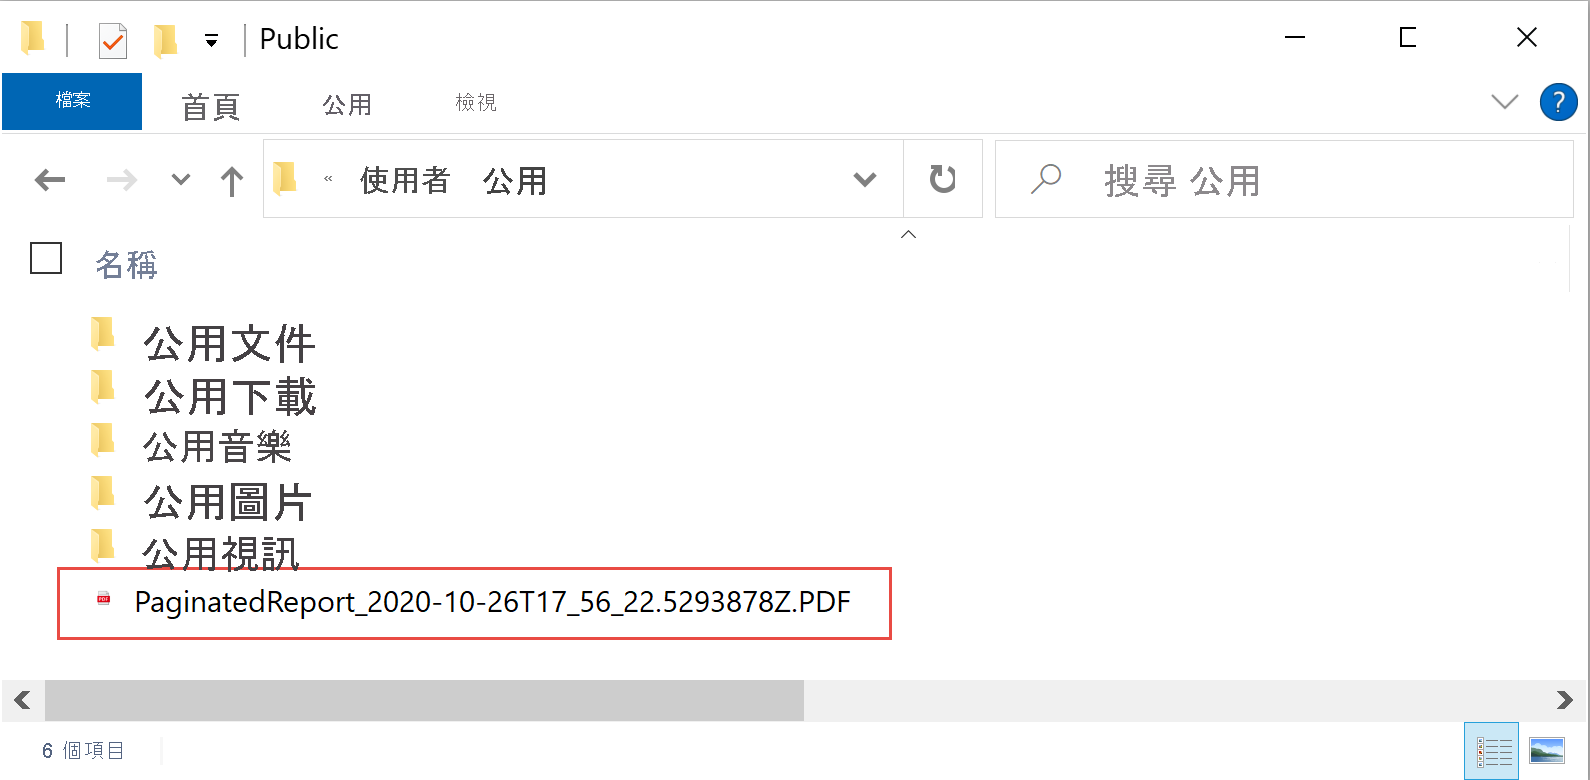 Public
檔案 首頁 公用 檢視 ?
« 使用者 公用 搜尋 公用
名稱
公用文件
公用下載
公用音樂
公用圖片
公用視訊
PDF PaginatedReport_2020-10-26T17_56_22.5293878Z.PDF
6 個項目